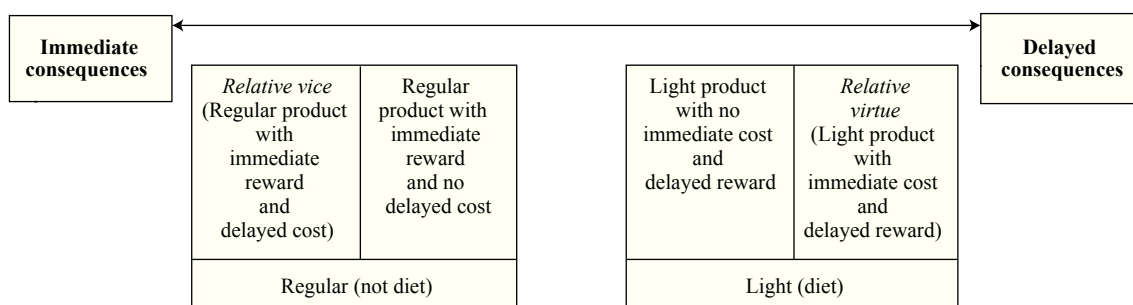 Immediate
consequences
Delayed
consequences
Relative vice
(Regular product
with
immediate
reward
and
delayed cost)
Regular
product with
immediate
reward
and no
delayed cost
Light product
with no
immediate cost
and
delayed reward
Relative
virtue
(Light product
with
immediate cost
and
delayed reward)
Regular (not diet)
Light (diet)